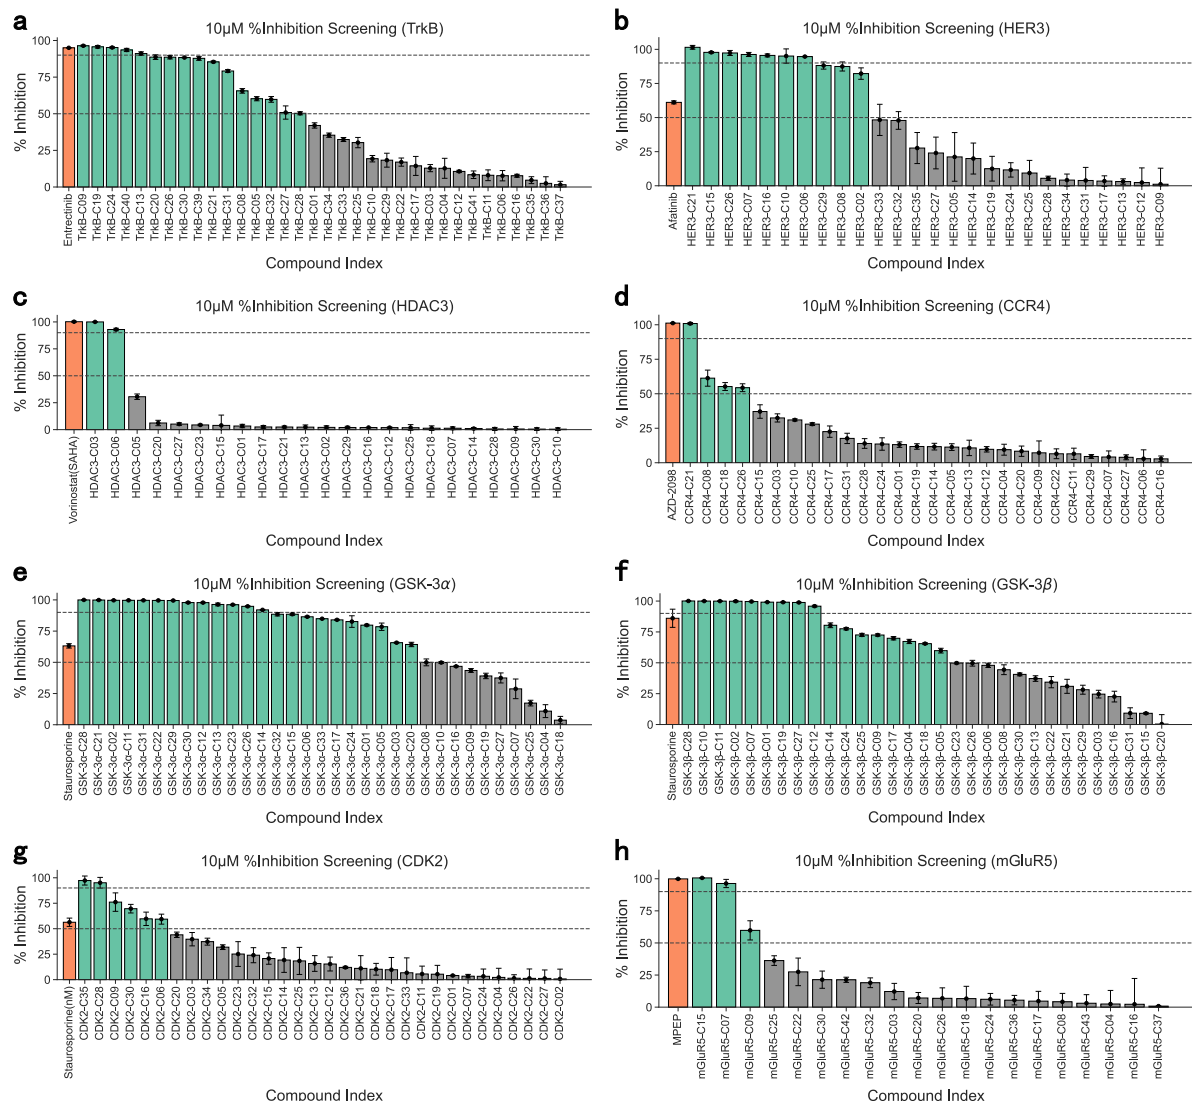 a
10μM %Inhibition Screening (TrkB)
% Inhibition
100
75
50
25
0
Entrectinib
TrkB-C09
TrkB-C19
TrkB-C24
TrkB-C40
TrkB-C13
TrkB-C20
TrkB-C26
TrkB-C30
TrkB-C39
TrkB-C21
TrkB-C31
TrkB-C08
TrkB-C05
TrkB-C32
TrkB-C27
TrkB-C28
TrkB-C01
TrkB-C34
TrkB-C33
TrkB-C25
TrkB-C10
TrkB-C29
TrkB-C22
TrkB-C17
TrkB-C03
TrkB-C04
TrkB-C12
TrkB-C41
TrkB-C11
TrkB-C06
TrkB-C16
TrkB-C35
TrkB-C36
TrkB-C37
Compound Index
b
10μM %Inhibition Screening (HER3)
% Inhibition
100
75
50
25
0
Afatinib
HER3-C21
HER3-C15
HER3-C26
HER3-C07
HER3-C16
HER3-C10
HER3-C06
HER3-C29
HER3-C08
HER3-C02
HER3-C33
HER3-C32
HER3-C35
HER3-C27
HER3-C05
HER3-C14
HER3-C19
HER3-C24
HER3-C25
HER3-C28
HER3-C34
HER3-C31
HER3-C17
HER3-C13
HER3-C12
HER3-C09
Compound Index
c
10μM %Inhibition Screening (HDAC3)
% Inhibition
100
75
50
25
0
Vorinostat(SAHA)
HDAC3-C03
HDAC3-C06
HDAC3-C05
HDAC3-C20
HDAC3-C27
HDAC3-C23
HDAC3-C15
HDAC3-C01
HDAC3-C17
HDAC3-C21
HDAC3-C13
HDAC3-C02
HDAC3-C29
HDAC3-C16
HDAC3-C12
HDAC3-C25
HDAC3-C18
HDAC3-C07
HDAC3-C14
HDAC3-C28
HDAC3-C09
HDAC3-C30
HDAC3-C10
Compound Index
d
10μM %Inhibition Screening (CCR4)
% Inhibition
100
75
50
25
0
AZD-2098
CCR4-C21
CCR4-C08
CCR4-C18
CCR4-C26
CCR4-C15
CCR4-C03
CCR4-C10
CCR4-C25
CCR4-C17
CCR4-C31
CCR4-C28
CCR4-C24
CCR4-C01
CCR4-C19
CCR4-C14
CCR4-C05
CCR4-C13
CCR4-C12
CCR4-C04
CCR4-C20
CCR4-C09
CCR4-C22
CCR4-C11
CCR4-C29
CCR4-C07
CCR4-C27
CCR4-C06
CCR4-C16
Compound Index
e
10μM %Inhibition Screening (GSK-3α)
% Inhibition
100
75
50
25
0
Staurosporine
GSK-3α-C28
GSK-3α-C21
GSK-3α-C02
GSK-3α-C11
GSK-3α-C31
GSK-3α-C22
GSK-3α-C29
GSK-3α-C30
GSK-3α-C12
GSK-3α-C13
GSK-3α-C23
GSK-3α-C26
GSK-3α-C14
GSK-3α-C32
GSK-3α-C15
GSK-3α-C06
GSK-3α-C33
GSK-3α-C17
GSK-3α-C24
GSK-3α-C01
GSK-3α-C05
GSK-3α-C03
GSK-3α-C20
GSK-3α-C08
GSK-3α-C10
GSK-3α-C16
GSK-3α-C09
GSK-3α-C19
GSK-3α-C27
GSK-3α-C07
GSK-3α-C25
GSK-3α-C04
GSK-3α-C18
Compound Index
f
10μM %Inhibition Screening (GSK-3β)
% Inhibition
100
75
50
25
0
Staurosporine
GSK-3β-C28
GSK-3β-C10
GSK-3β-C11
GSK-3β-C02
GSK-3β-C07
GSK-3β-C01
GSK-3β-C19
GSK-3β-C27
GSK-3β-C12
GSK-3β-C14
GSK-3β-C24
GSK-3β-C25
GSK-3β-C09
GSK-3β-C17
GSK-3β-C04
GSK-3β-C18
GSK-3β-C05
GSK-3β-C23
GSK-3β-C26
GSK-3β-C06
GSK-3β-C08
GSK-3β-C30
GSK-3β-C13
GSK-3β-C22
GSK-3β-C21
GSK-3β-C29
GSK-3β-C03
GSK-3β-C16
GSK-3β-C31
GSK-3β-C15
GSK-3β-C20
Compound Index
g
10μM %Inhibition Screening (CDK2)
% Inhibition
100
75
50
25
0
Staurosporine(nM)
CDK2-C35
CDK2-C28
CDK2-C09
CDK2-C30
CDK2-C16
CDK2-C06
CDK2-C20
CDK2-C03
CDK2-C34
CDK2-C05
CDK2-C23
CDK2-C32
CDK2-C15
CDK2-C14
CDK2-C25
CDK2-C13
CDK2-C12
CDK2-C36
CDK2-C21
CDK2-C18
CDK2-C17
CDK2-C33
CDK2-C11
CDK2-C19
CDK2-C01
CDK2-C07
CDK2-C24
CDK2-C04
CDK2-C26
CDK2-C22
CDK2-C27
CDK2-C02
Compound Index
h
10μM %Inhibition Screening (mGluR5)
% Inhibition
100
75
50
25
0
MPEP
mGluR5-C15
mGluR5-C07
mGluR5-C09
mGluR5-C25
mGluR5-C22
mGluR5-C30
mGluR5-C42
mGluR5-C32
mGluR5-C03
mGluR5-C20
mGluR5-C26
mGluR5-C18
mGluR5-C24
mGluR5-C36
mGluR5-C17
mGluR5-C08
mGluR5-C43
mGluR5-C04
mGluR5-C16
mGluR5-C37
Compound Index